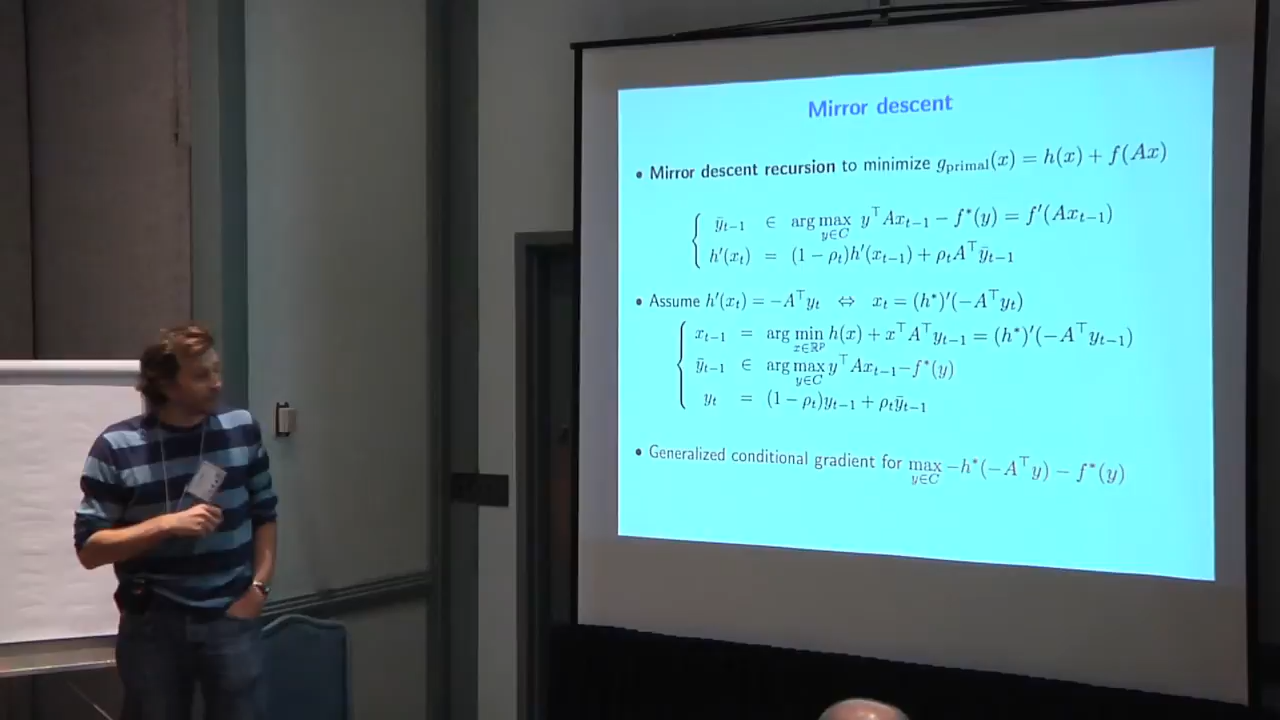 Mirror descent
• Mirror descent recursion to minimize g_primal(x) = h(x) + f(Ax)
ȳ_{t−1} ∈ arg max_{y∈C} y^⊤Ax_{t−1} − f*(y) = f′(Ax_{t−1})
h′(x_t) = (1 − ρ_t)h′(x_{t−1}) + ρ_tA^⊤ȳ_{t−1}
• Assume h′(x_t) = −A^⊤y_t ⇔ x_t = (h*)′(−A^⊤y_t)
x_{t−1} = arg min_{x∈ℝ^p} h(x) + x^⊤A^⊤y_{t−1} = (h*)′(−A^⊤y_{t−1})
ȳ_{t−1} ∈ arg max_{y∈C} y^⊤Ax_{t−1} − f*(y)
y_t = (1 − ρ_t)y_{t−1} + ρ_tȳ_{t−1}
• Generalized conditional gradient for max_{y∈C} −h*(−A^⊤y) − f*(y)